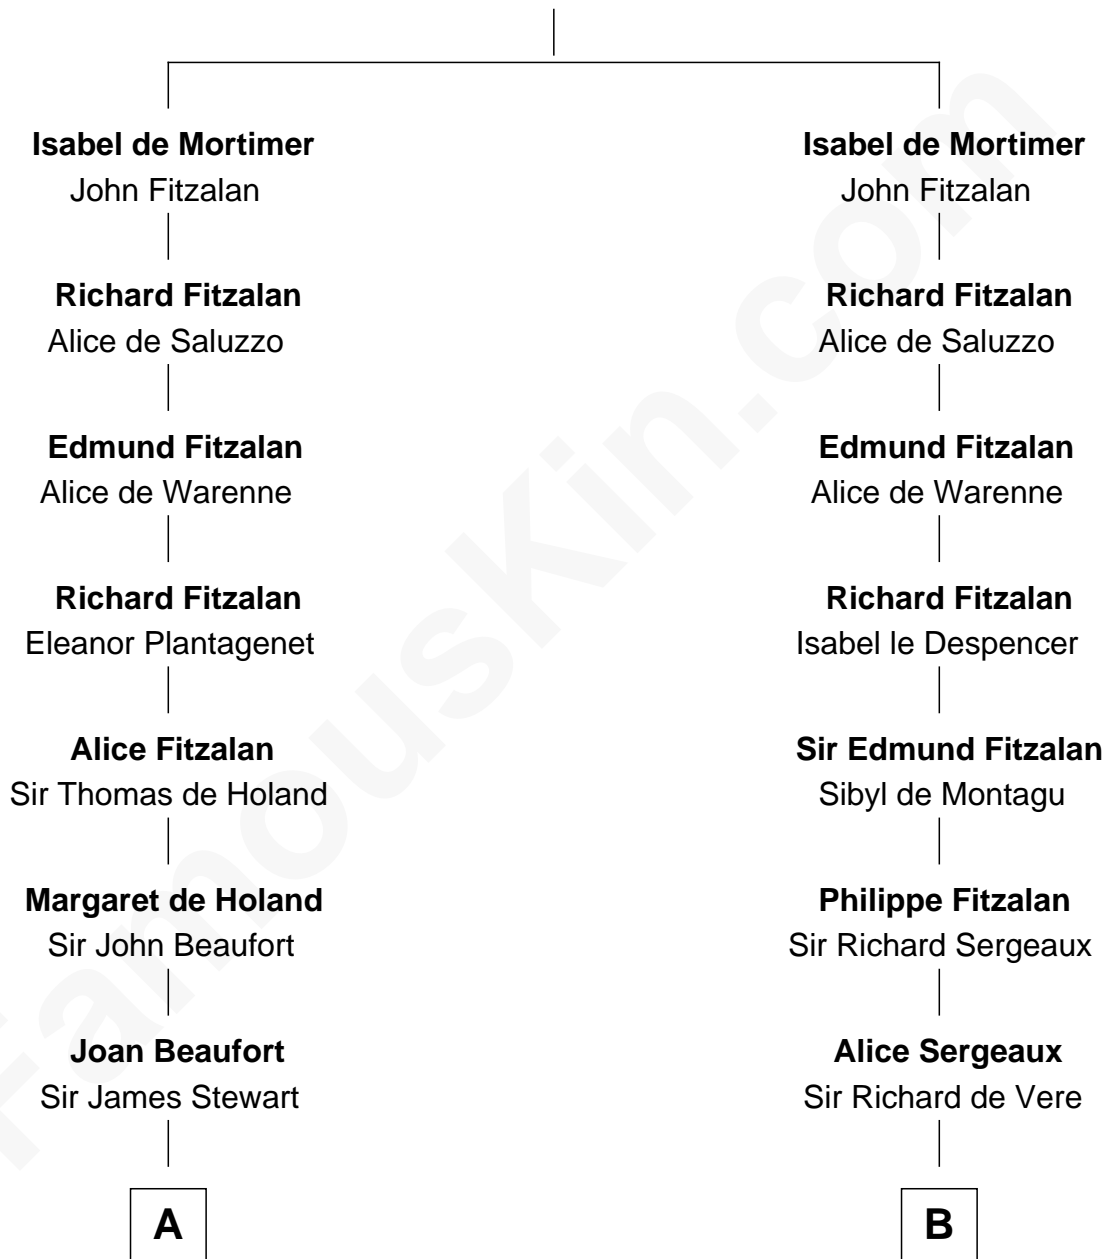 Isabel de Mortimer
John Fitzalan
Richard Fitzalan
Alice de Saluzzo
Edmund Fitzalan
Alice de Warenne
Richard Fitzalan
Eleanor Plantagenet
Alice Fitzalan
Sir Thomas de Holand
Margaret de Holand
Sir John Beaufort
Joan Beaufort
Sir James Stewart
A
Isabel de Mortimer
John Fitzalan
Richard Fitzalan
Alice de Saluzzo
Edmund Fitzalan
Alice de Warenne
Richard Fitzalan
Isabel le Despencer
Sir Edmund Fitzalan
Sibyl de Montagu
Philippe Fitzalan
Sir Richard Sergeaux
Alice Sergeaux
Sir Richard de Vere
B
FamousKin.com